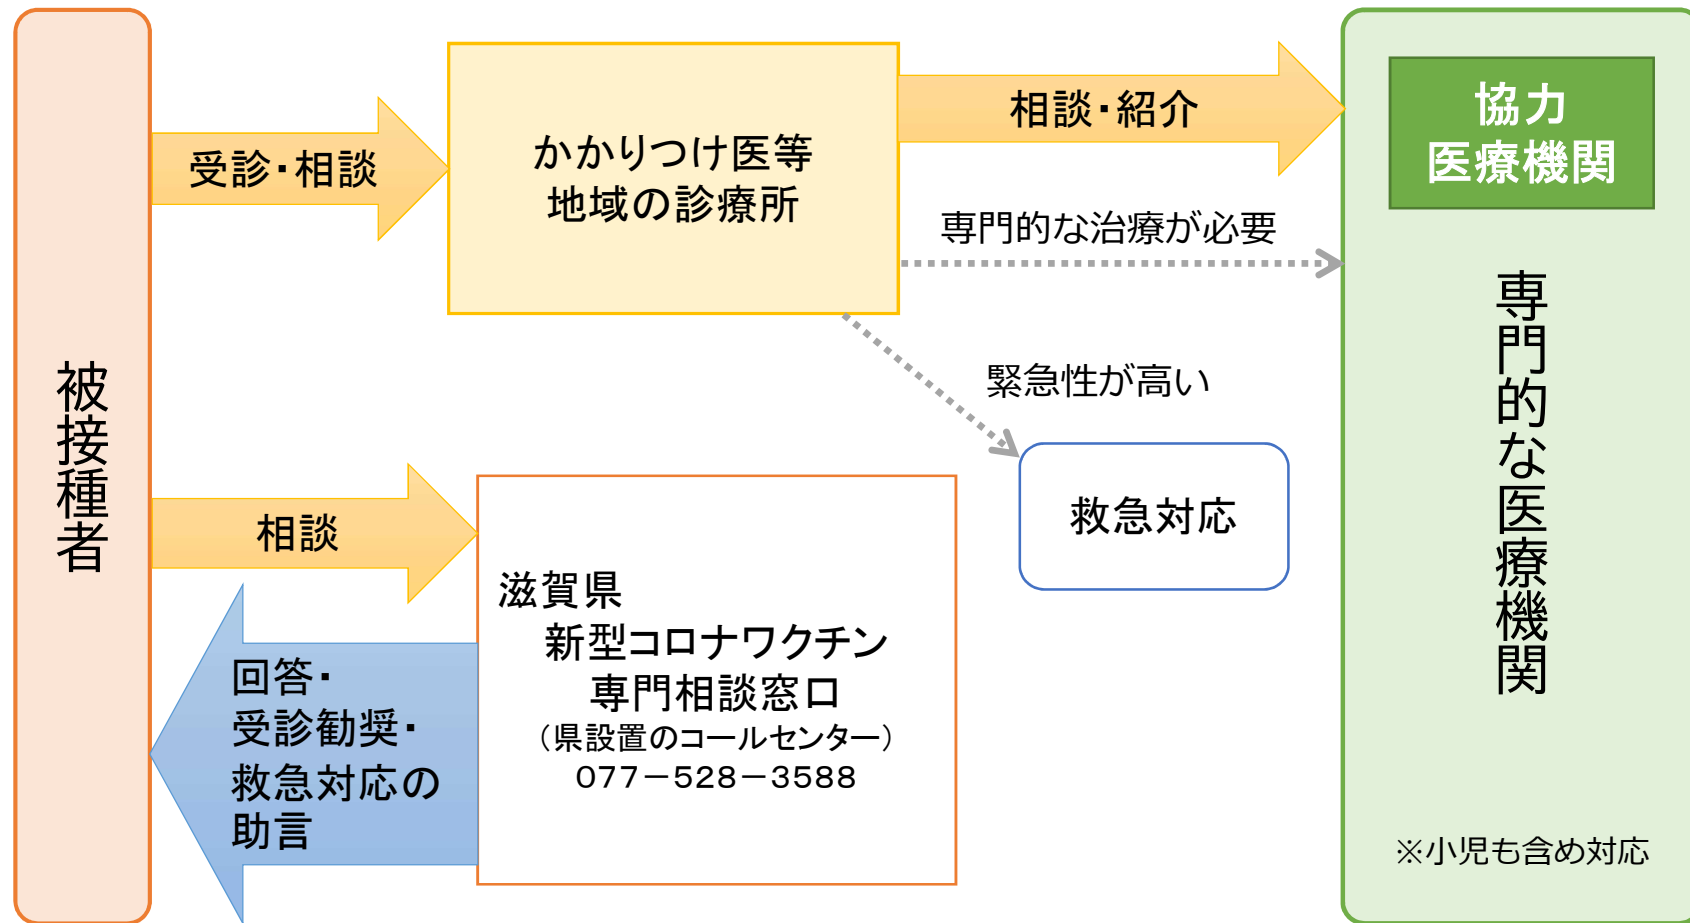 被接種者
受診・相談
かかりつけ医等
地域の診療所
相談・紹介
専門的な治療が必要
緊急性が高い
救急対応
協力
医療機関
専門的な医療機関
※小児も含め対応
相談
回答・
受診勧奨・
救急対応の
助言
滋賀県
新型コロナワクチン
専門相談窓口
（県設置のコールセンター）
077－528－3588